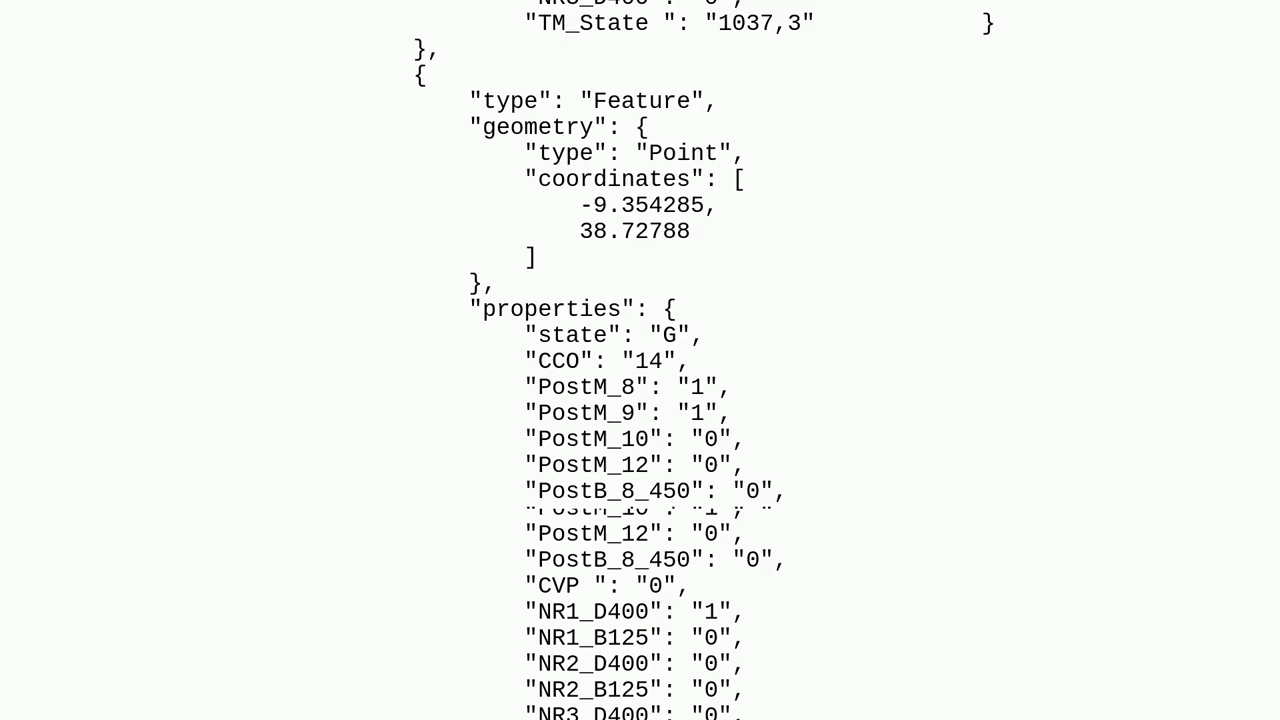 "TM_State ": "1037,3" }
},
{
"type": "Feature",
"geometry": {
"type": "Point",
"coordinates": [
-9.354285,
38.72788
]
},
"properties": {
"state": "G",
"CCO": "14",
"PostM_8": "1",
"PostM_9": "1",
"PostM_10": "0",
"PostM_12": "0",
"PostB_8_450": "0",
"PostM_12": "0",
"PostB_8_450": "0",
"CVP ": "0",
"NR1_D400": "1",
"NR1_B125": "0",
"NR2_D400": "0",
"NR2_B125": "0",
"NR3_D400": "0",